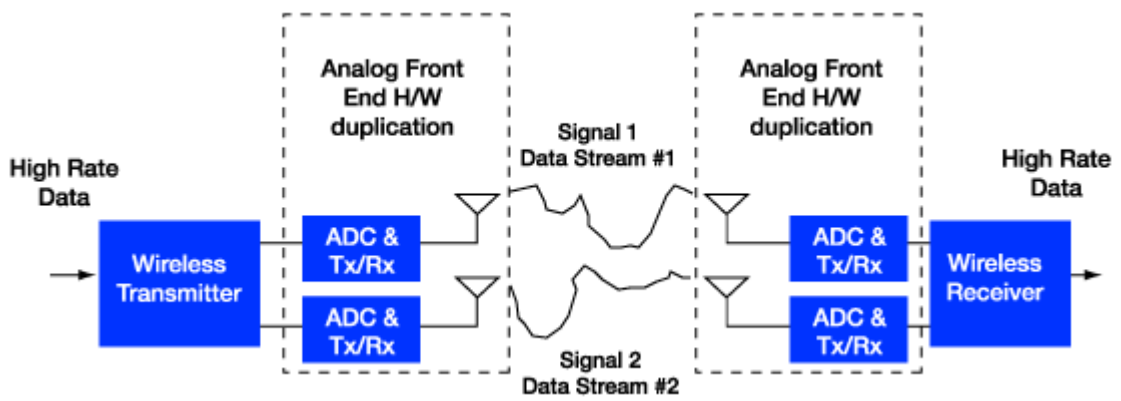 High Rate
Data
Wireless
Transmitter
Analog Front
End H/W
duplication
ADC &
Tx/Rx
ADC &
Tx/Rx
Signal 1
Data Stream #1
Signal 2
Data Stream #2
Analog Front
End H/W
duplication
ADC &
Tx/Rx
ADC &
Tx/Rx
High Rate
Data
Wireless
Receiver